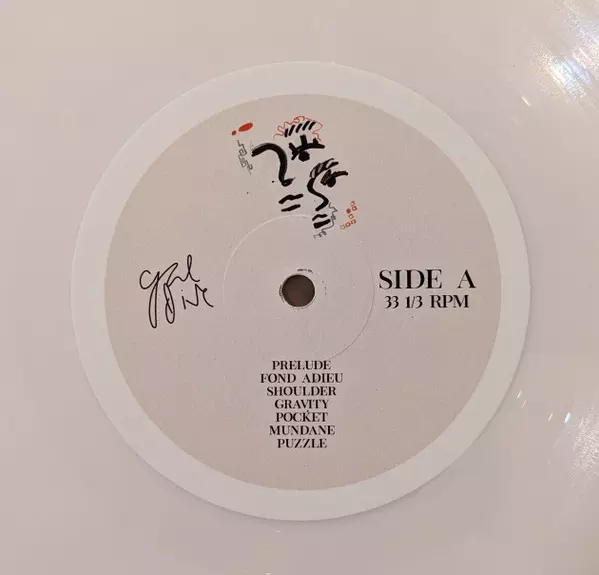 SIDE A
33 1/3 RPM
PRELUDE
FOND ADIEU
SHOULDER
GRAVITY
POCKET
MUNDANE
PUZZLE